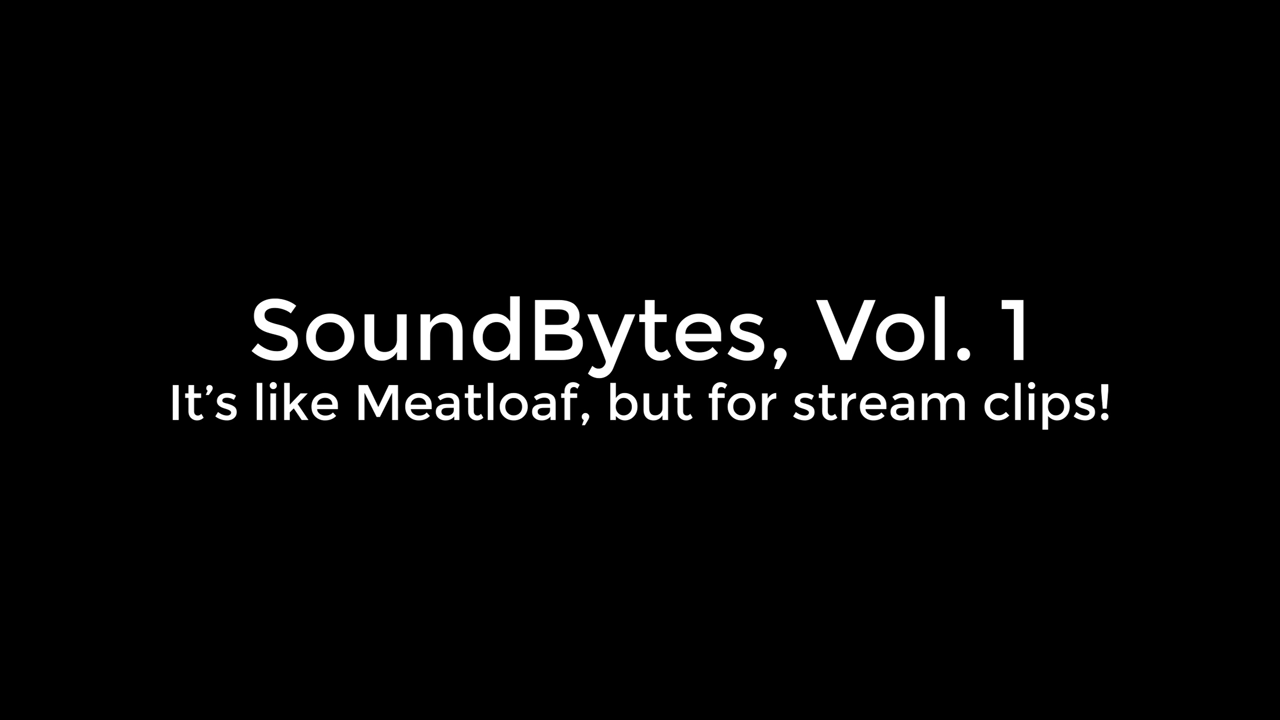 SoundBytes, Vol. 1
It’s like Meatloaf, but for stream clips!